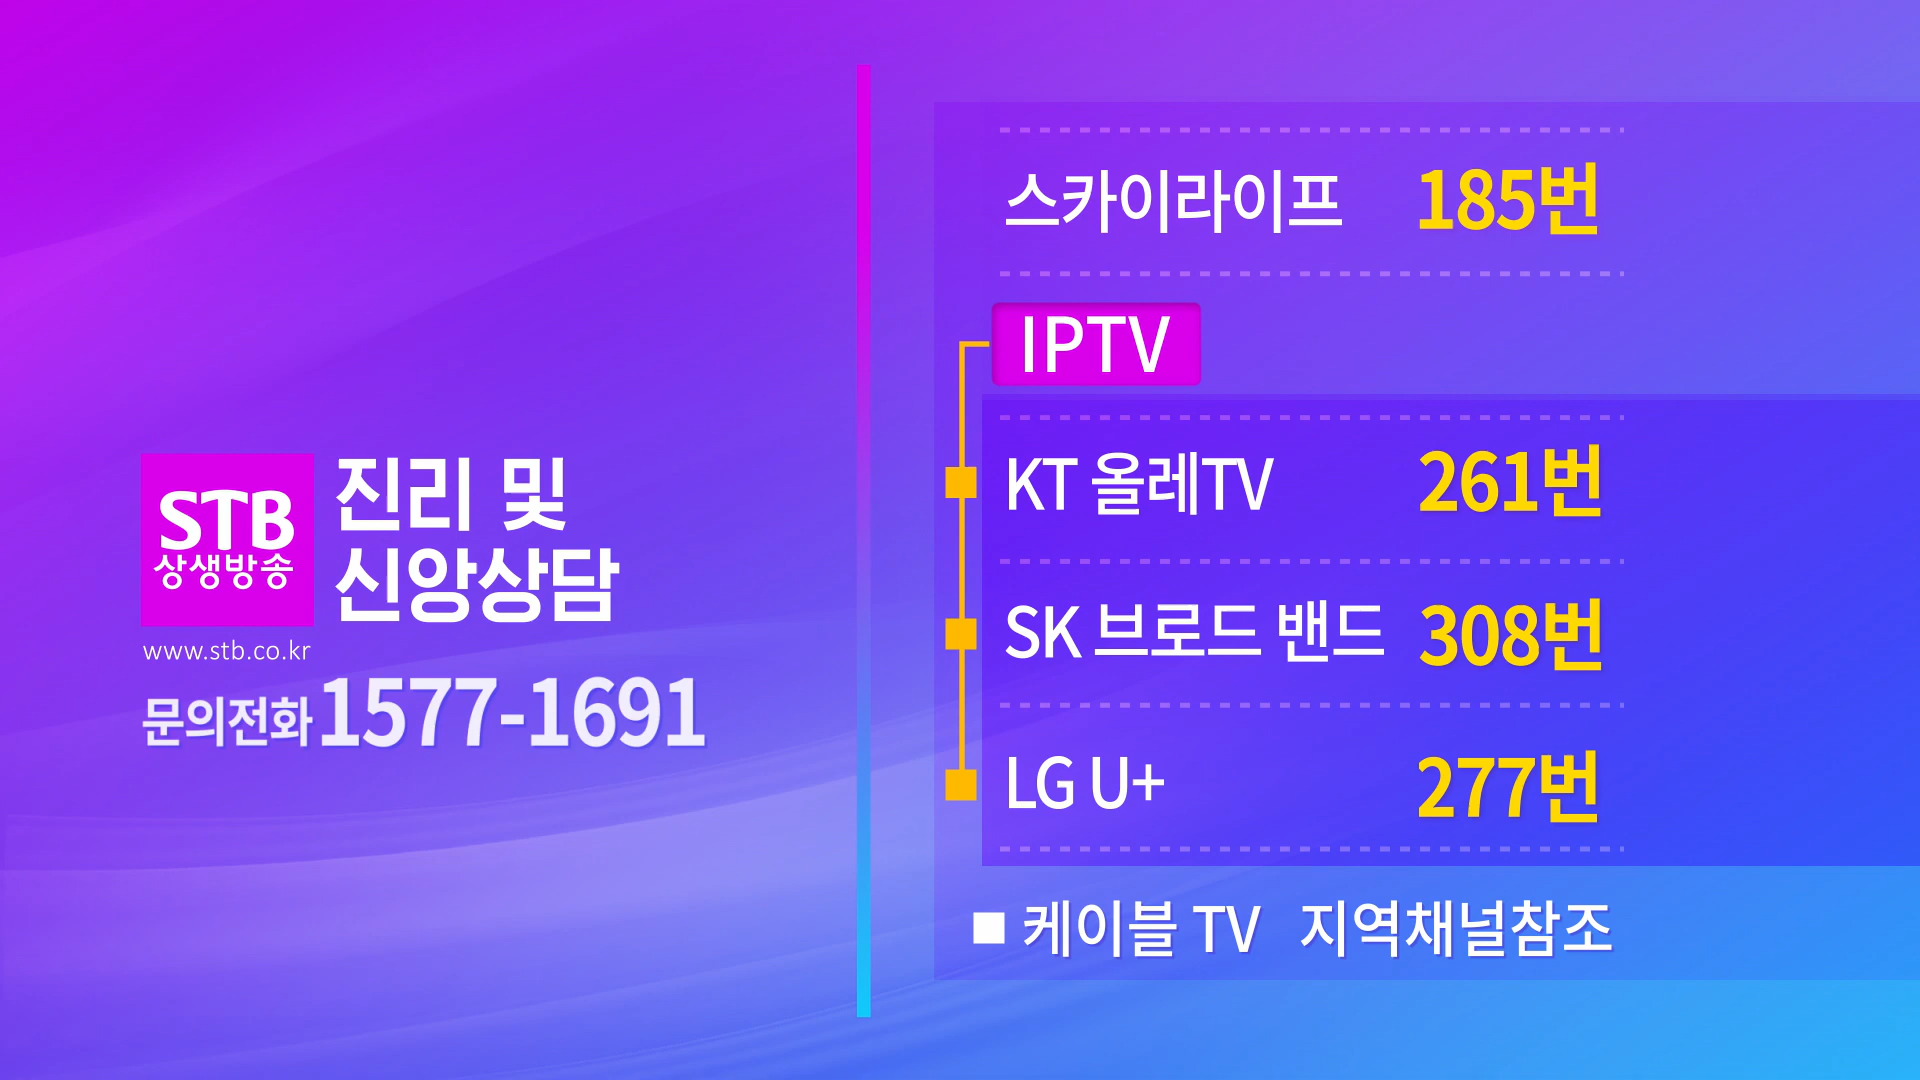 STB
상생방송
www.stb.co.kr
진리 및
신앙상담
문의전화 1577-1691
스카이라이프 185번
IPTV
KT 올레TV 261번
SK 브로드 밴드 308번
LG U+ 277번
케이블 TV 지역채널참조